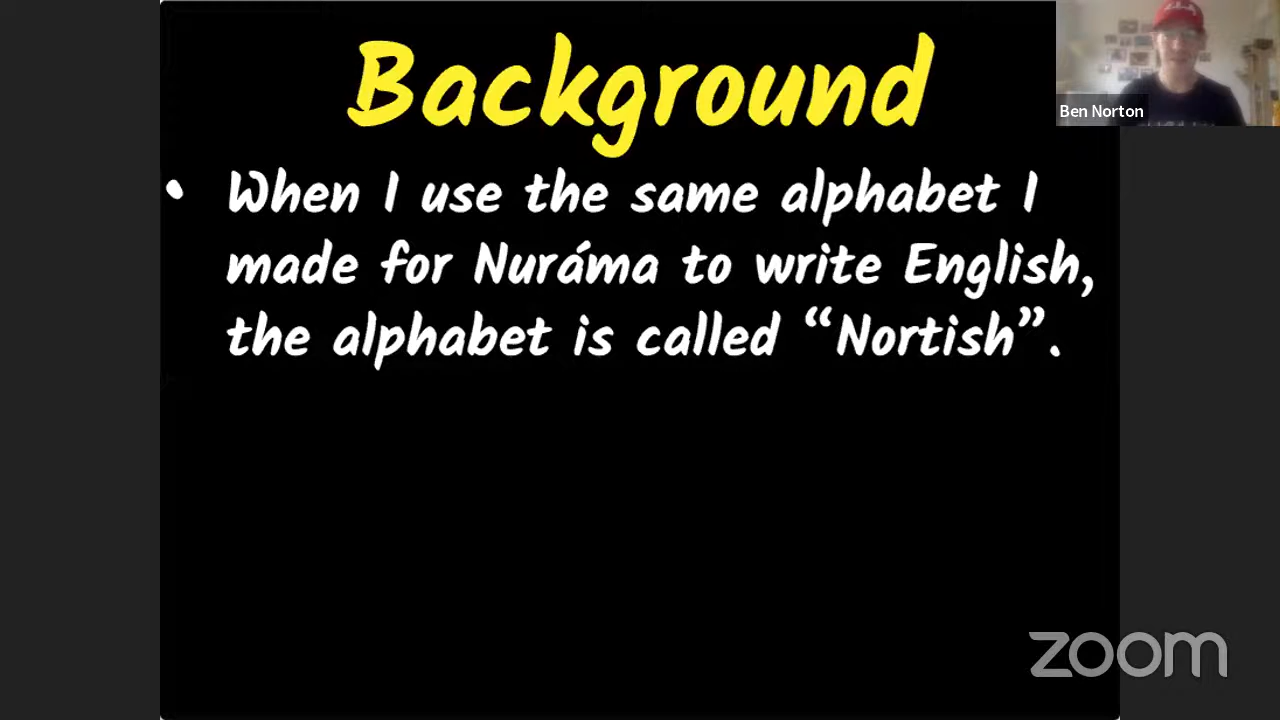 Background
Ben Norton
• When I use the same alphabet I
made for Nuráma to write English,
the alphabet is called “Nortish”.
zoom